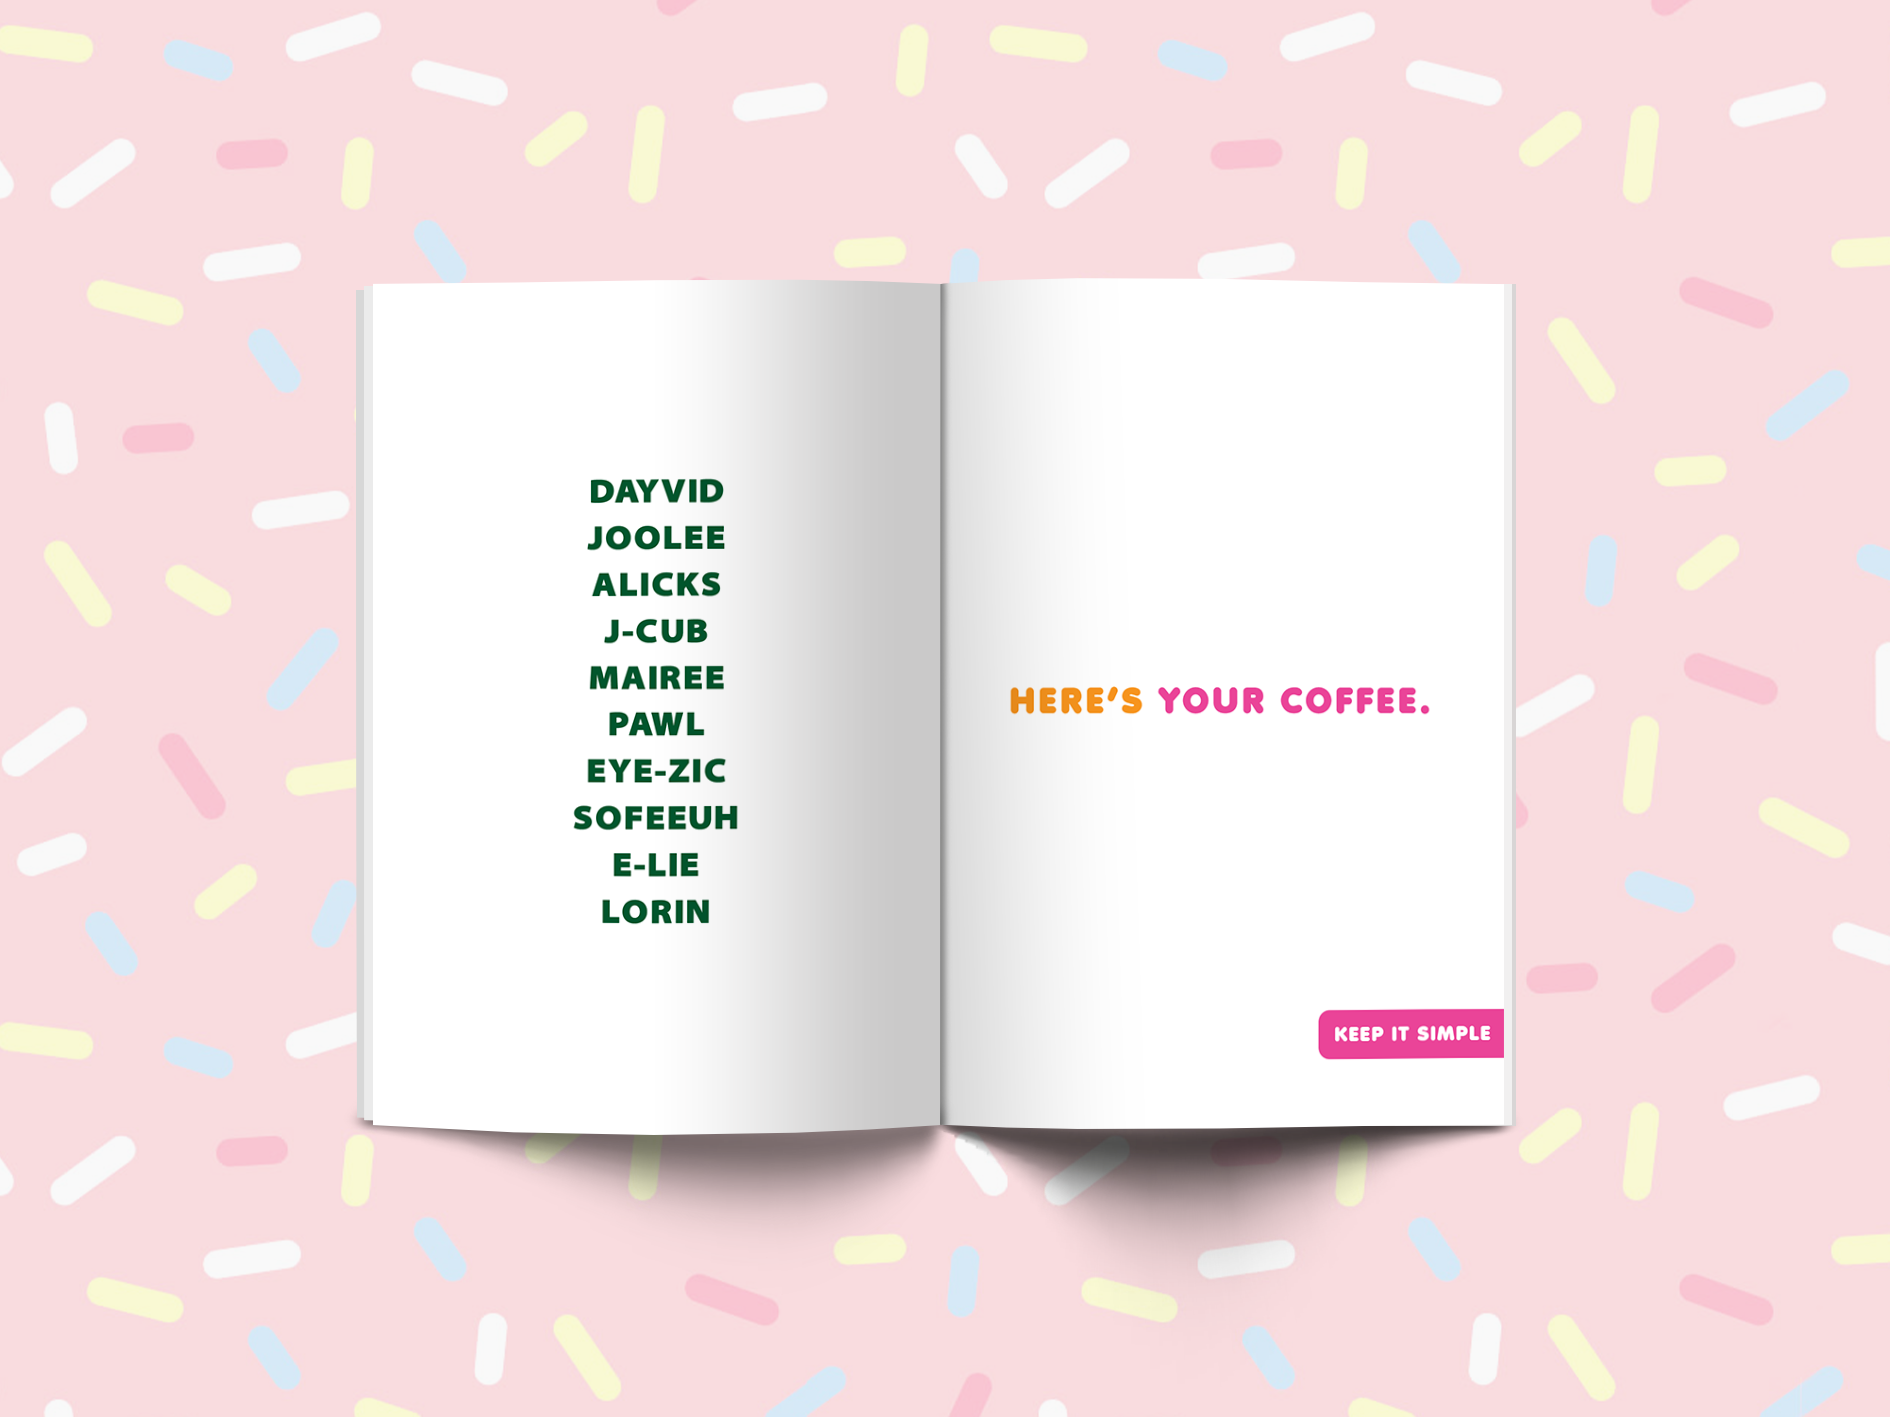 DAYVID
JOOLEE
ALICKS
J-CUB
MAIREE
PAWL
EYE-ZIC
SOFEEUH
E-LIE
LORIN
HERE'S YOUR COFFEE.
KEEP IT SIMPLE